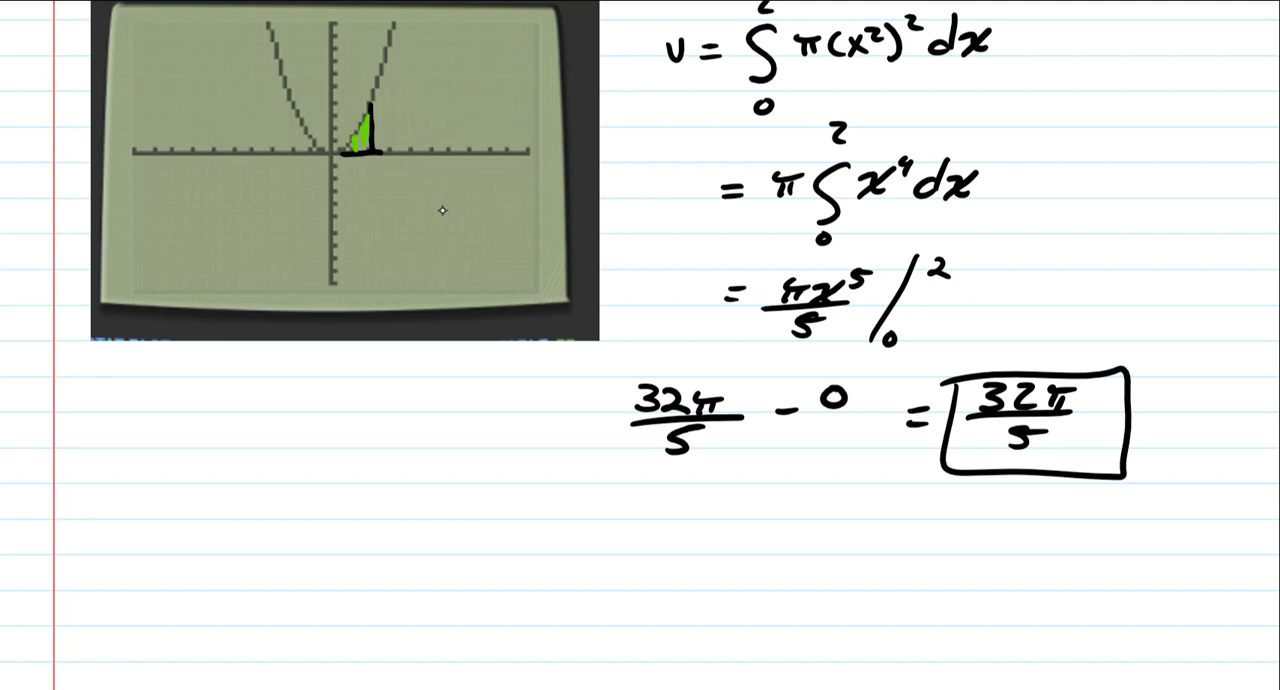 V = ∫₀² π(x²)² dx
= π ∫₀² x⁴ dx
= πx⁵/5 /₀²
32π/5 - 0 = 32π/5